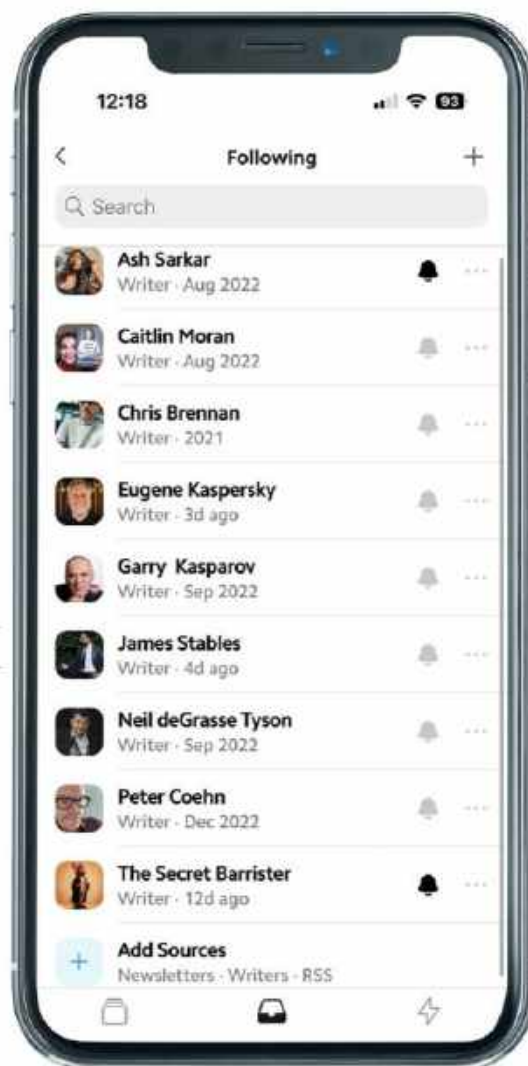 12:18
93
Following
Search
Ash Sarkar
Writer · Aug 2022
Caitlin Moran
Writer · Aug 2022
Chris Brennan
Writer · 2021
Eugene Kaspersky
Writer · 3d ago
Garry Kasparov
Writer · Sep 2022
James Stables
Writer · 4d ago
Neil deGrasse Tyson
Writer · Sep 2022
Peter Coehn
Writer · Dec 2022
The Secret Barrister
Writer · 12d ago
Add Sources
Newsletters · Writers · RSS